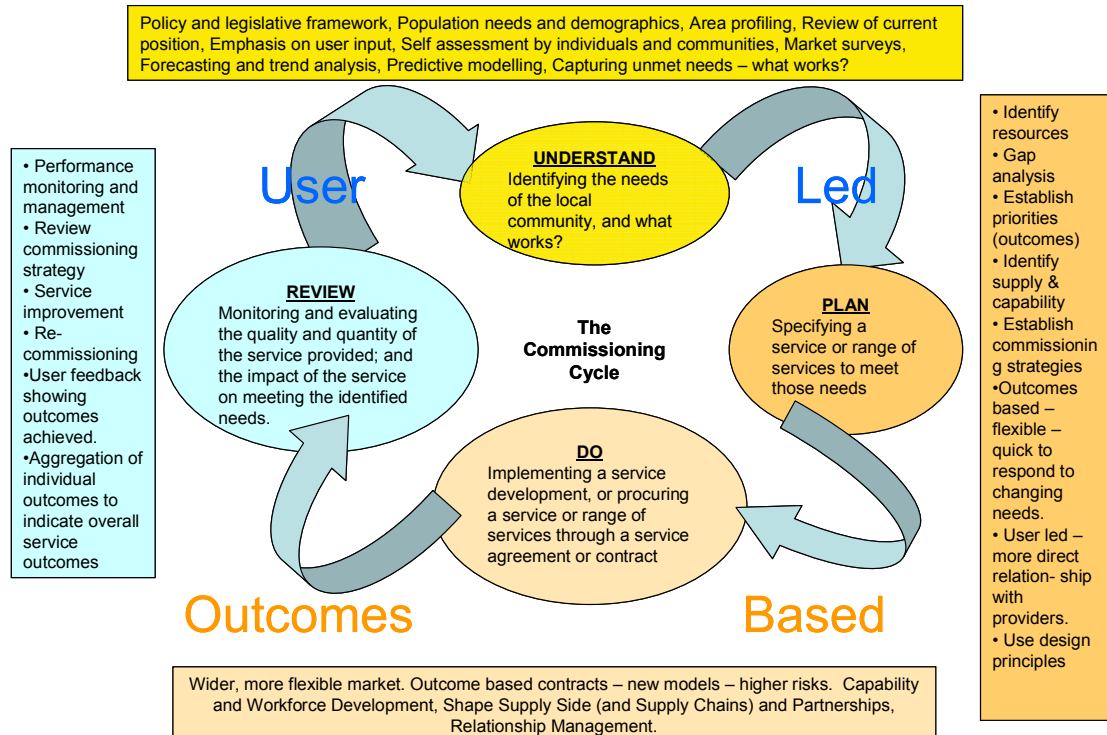 Policy and legislative framework, Population needs and demographics, Area profiling, Review of current
position, Emphasis on user input, Self assessment by individuals and communities, Market surveys,
Forecasting and trend analysis, Predictive modelling, Capturing unmet needs – what works?
User
Led
UNDERSTAND
Identifying the needs
of the local
community, and what
works?
• Performance
monitoring and
management
• Review
commissioning
strategy
• Service
improvement
• Re-
commissioning
•User feedback
showing
outcomes
achieved.
•Aggregation of
individual
outcomes to
indicate overall
service
outcomes
REVIEW
Monitoring and evaluating
the quality and quantity of
the service provided; and
the impact of the service
on meeting the identified
needs.
The
Commissioning
Cycle
PLAN
Specifying a
service or range of
services to meet
those needs
• Identify
resources
• Gap
analysis
• Establish
priorities
(outcomes)
• Identify
supply &
capability
• Establish
commissionin
g strategies
•Outcomes
based –
flexible –
quick to
respond to
changing
needs.
• User led –
more direct
relation- ship
with
providers.
• Use design
principles
DO
Implementing a service
development, or procuring
a service or range of
services through a service
agreement or contract
Outcomes
Based
Wider, more flexible market. Outcome based contracts – new models – higher risks. Capability
and Workforce Development, Shape Supply Side (and Supply Chains) and Partnerships,
Relationship Management.